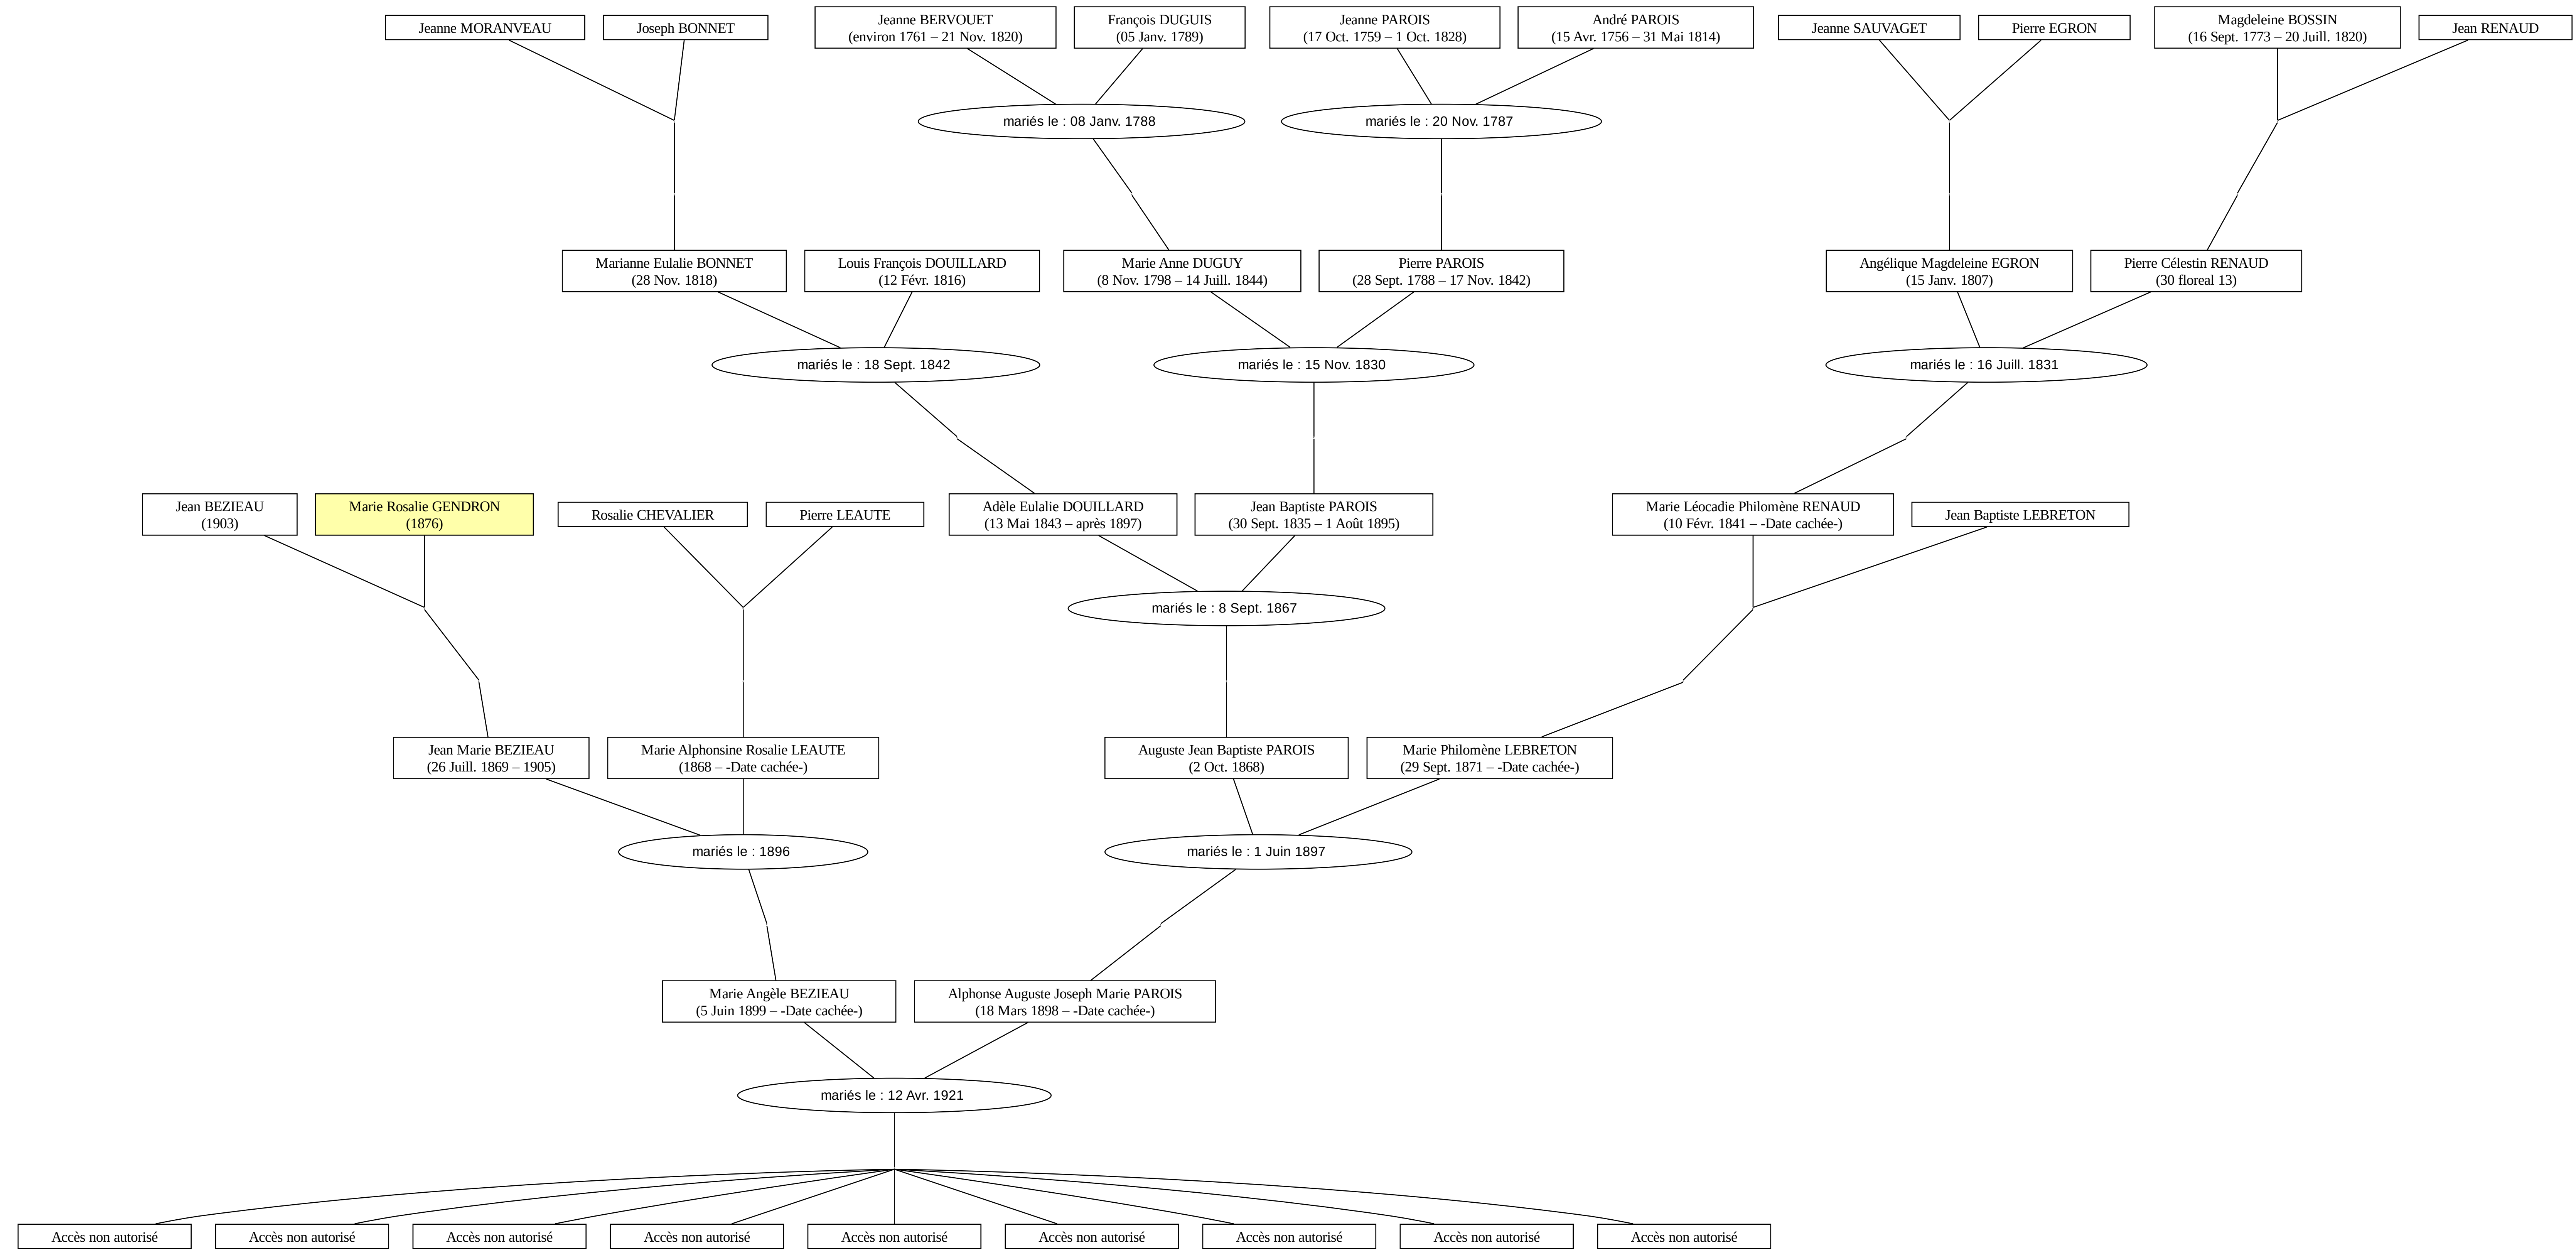 Jeanne MORANVEAU
Joseph BONNET
Jeanne BERVOUET
(environ 1761 – 21 Nov. 1820)
François DUGUIS
(05 Janv. 1789)
Jeanne PAROIS
(17 Oct. 1759 – 1 Oct. 1828)
André PAROIS
(15 Avr. 1756 – 31 Mai 1814)
Jeanne SAUVAGET
Pierre EGRON
Magdeleine BOSSIN
(16 Sept. 1773 – 20 Juill. 1820)
Jean RENAUD
mariés le : 08 Janv. 1788
mariés le : 20 Nov. 1787
Marianne Eulalie BONNET
(28 Nov. 1818)
Louis François DOUILLARD
(12 Févr. 1816)
Marie Anne DUGUY
(8 Nov. 1798 – 14 Juill. 1844)
Pierre PAROIS
(28 Sept. 1788 – 17 Nov. 1842)
Angélique Magdeleine EGRON
(15 Janv. 1807)
Pierre Célestin RENAUD
(30 floreal 13)
mariés le : 18 Sept. 1842
mariés le : 15 Nov. 1830
mariés le : 16 Juill. 1831
Jean BEZIEAU
(1903)
Marie Rosalie GENDRON
(1876)
Rosalie CHEVALIER
Pierre LEAUTE
Adèle Eulalie DOUILLARD
(13 Mai 1843 – après 1897)
Jean Baptiste PAROIS
(30 Sept. 1835 – 1 Août 1895)
Marie Léocadie Philomène RENAUD
(10 Févr. 1841 – -Date cachée-)
Jean Baptiste LEBRETON
mariés le : 8 Sept. 1867
Jean Marie BEZIEAU
(26 Juill. 1869 – 1905)
Marie Alphonsine Rosalie LEAUTE
(1868 – -Date cachée-)
Auguste Jean Baptiste PAROIS
(2 Oct. 1868)
Marie Philomène LEBRETON
(29 Sept. 1871 – -Date cachée-)
mariés le : 1896
mariés le : 1 Juin 1897
Marie Angèle BEZIEAU
(5 Juin 1899 – -Date cachée-)
Alphonse Auguste Joseph Marie PAROIS
(18 Mars 1898 – -Date cachée-)
mariés le : 12 Avr. 1921
Accès non autorisé
Accès non autorisé
Accès non autorisé
Accès non autorisé
Accès non autorisé
Accès non autorisé
Accès non autorisé
Accès non autorisé
Accès non autorisé